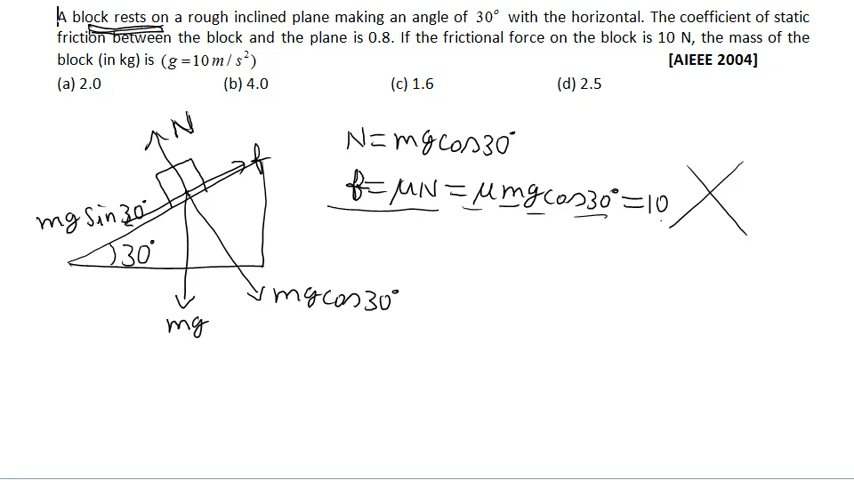 A block rests on a rough inclined plane making an angle of 30° with the horizontal. The coefficient of static
friction between the block and the plane is 0.8. If the frictional force on the block is 10 N, the mass of the
block (in kg) is (g = 10 m / s²) [AIEEE 2004]
(a) 2.0 (b) 4.0 (c) 1.6 (d) 2.5
N
f
N = mg cos 30°
f = μN = μ mg cos 30° = 10
mg sin 30°
30°
mg cos 30°
mg